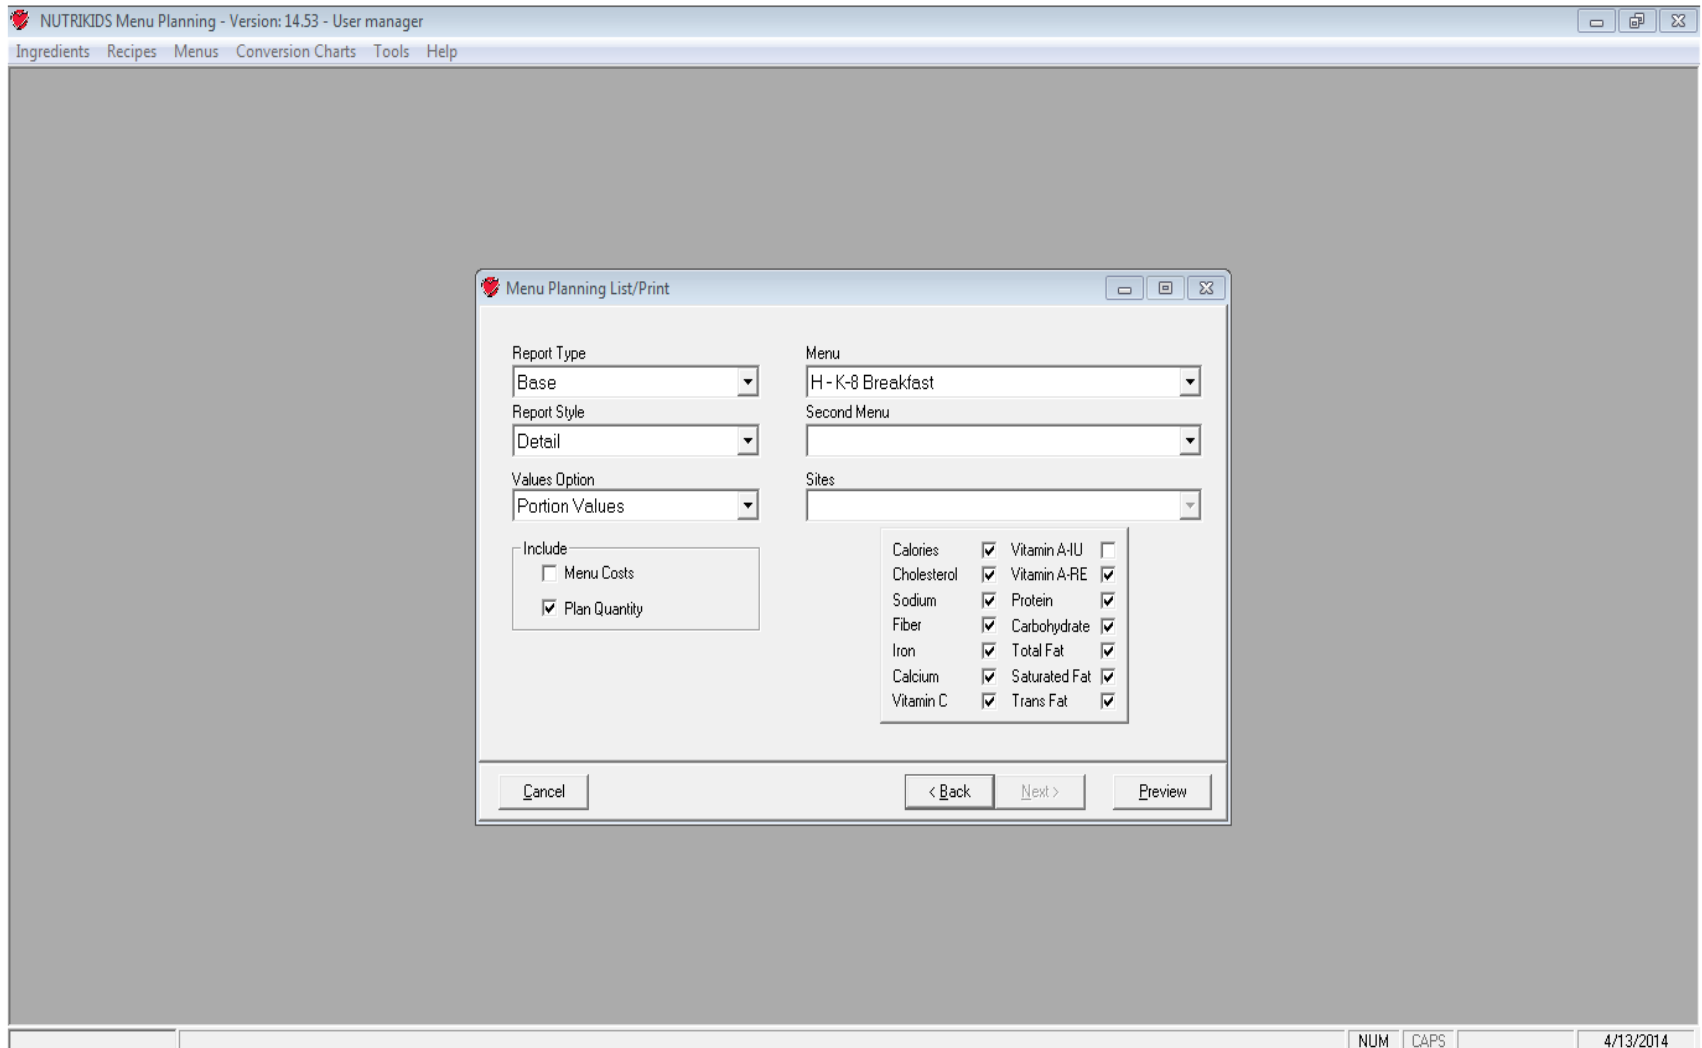 NUTRIKIDS Menu Planning - Version: 14.53 - User manager
Ingredients Recipes Menus Conversion Charts Tools Help
Menu Planning List/Print
Report Type
Base
Report Style
Detail
Values Option
Portion Values
Include
Menu Costs
Plan Quantity
Menu
H - K-8 Breakfast
Second Menu
Sites
Calories Vitamin A-IU
Cholesterol Vitamin A-RE
Sodium Protein
Fiber Carbohydrate
Iron Total Fat
Calcium Saturated Fat
Vitamin C Trans Fat
Cancel < Back Next > Preview
NUM CAPS 4/13/2014